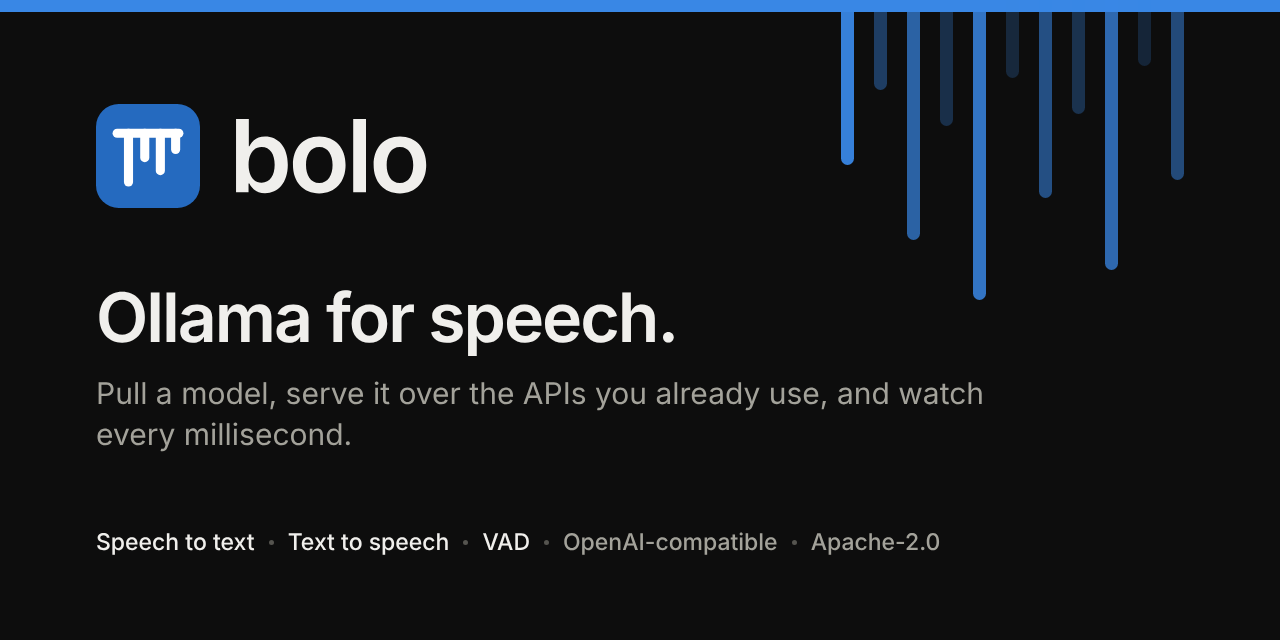 bolo
Ollama for speech.
Pull a model, serve it over the APIs you already use, and watch
every millisecond.
Speech to text • Text to speech • VAD • OpenAI-compatible • Apache-2.0